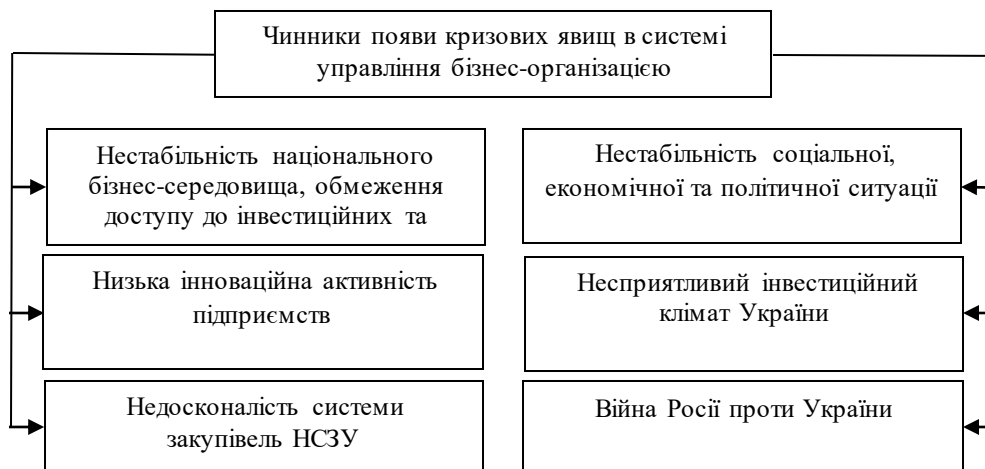 Чинники появи кризових явищ в системі
управління бізнес-організацією
Нестабільність національного
бізнес-середовища, обмеження
доступу до інвестиційних та
Нестабільність соціальної,
економічної та політичної ситуації
Низька інноваційна активність
підприємств
Несприятливий інвестиційний
клімат України
Недосконалість системи
закупівель НСЗУ
Війна Росії проти України